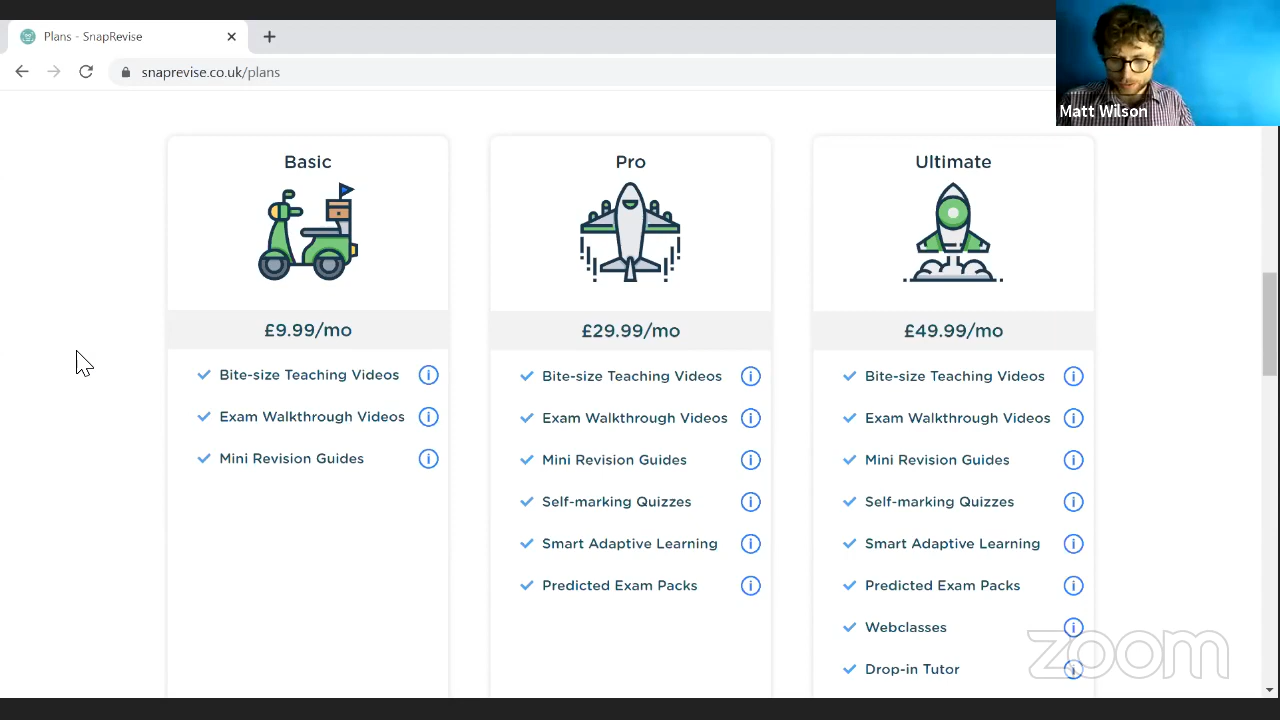 Plans - SnapRevise
snaprevise.co.uk/plans
Matt Wilson
Basic
£9.99/mo
Bite-size Teaching Videos
Exam Walkthrough Videos
Mini Revision Guides
Pro
£29.99/mo
Bite-size Teaching Videos
Exam Walkthrough Videos
Mini Revision Guides
Self-marking Quizzes
Smart Adaptive Learning
Predicted Exam Packs
Ultimate
£49.99/mo
Bite-size Teaching Videos
Exam Walkthrough Videos
Mini Revision Guides
Self-marking Quizzes
Smart Adaptive Learning
Predicted Exam Packs
Webclasses
Drop-in Tutor
zoom